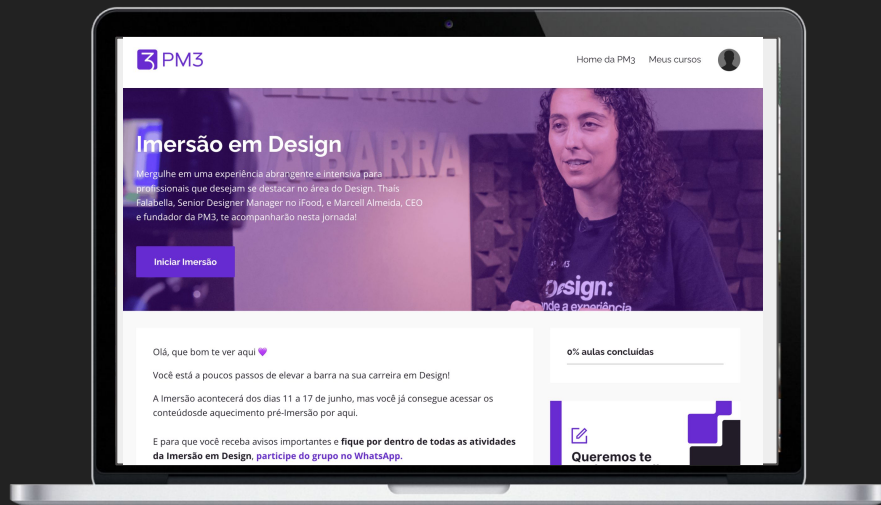 PM3
Home da PM3
Meus cursos
Imersão em Design
Mergulhe em uma experiência abrangente e intensiva para
profissionais que desejam se destacar no área do Design. Thaís
Falabella, Senior Designer Manager no iFood, e Marcell Almeida, CEO
e fundador da PM3, te acompanharão nesta jornada!
Iniciar Imersão
A BARRA
Design:
nde a experiência
Olá, que bom te ver aqui 💜
Você está a poucos passos de elevar a barra na sua carreira em Design!
A Imersão acontecerá dos dias 11 a 17 de junho, mas você já consegue acessar os
conteúdosde aquecimento pré-Imersão por aqui.
E para que você receba avisos importantes e fique por dentro de todas as atividades
da Imersão em Design, participe do grupo no WhatsApp.
0% aulas concluídas
Queremos te